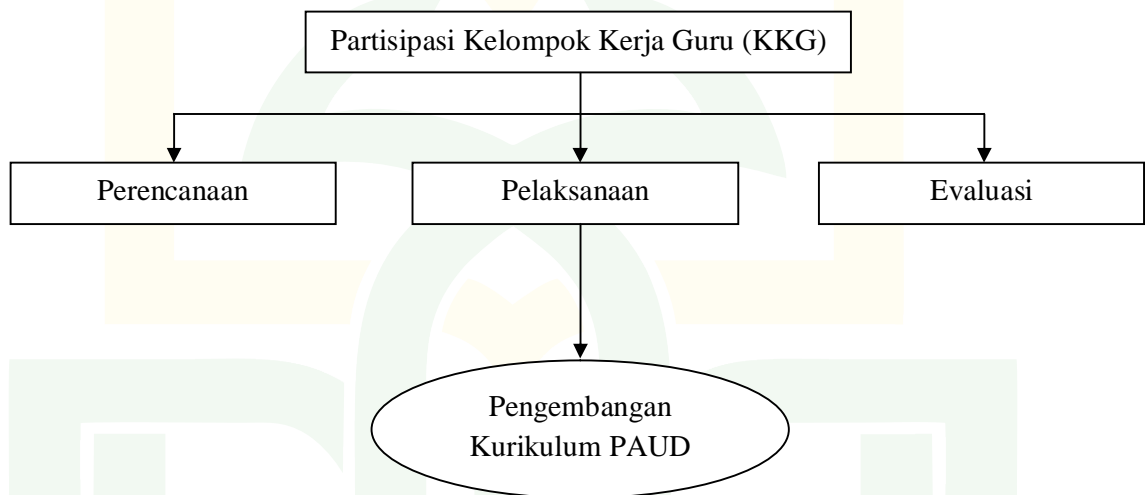 Partisipasi Kelompok Kerja Guru (KKG)
Perencanaan
Pelaksanaan
Evaluasi
Pengembangan
Kurikulum PAUD